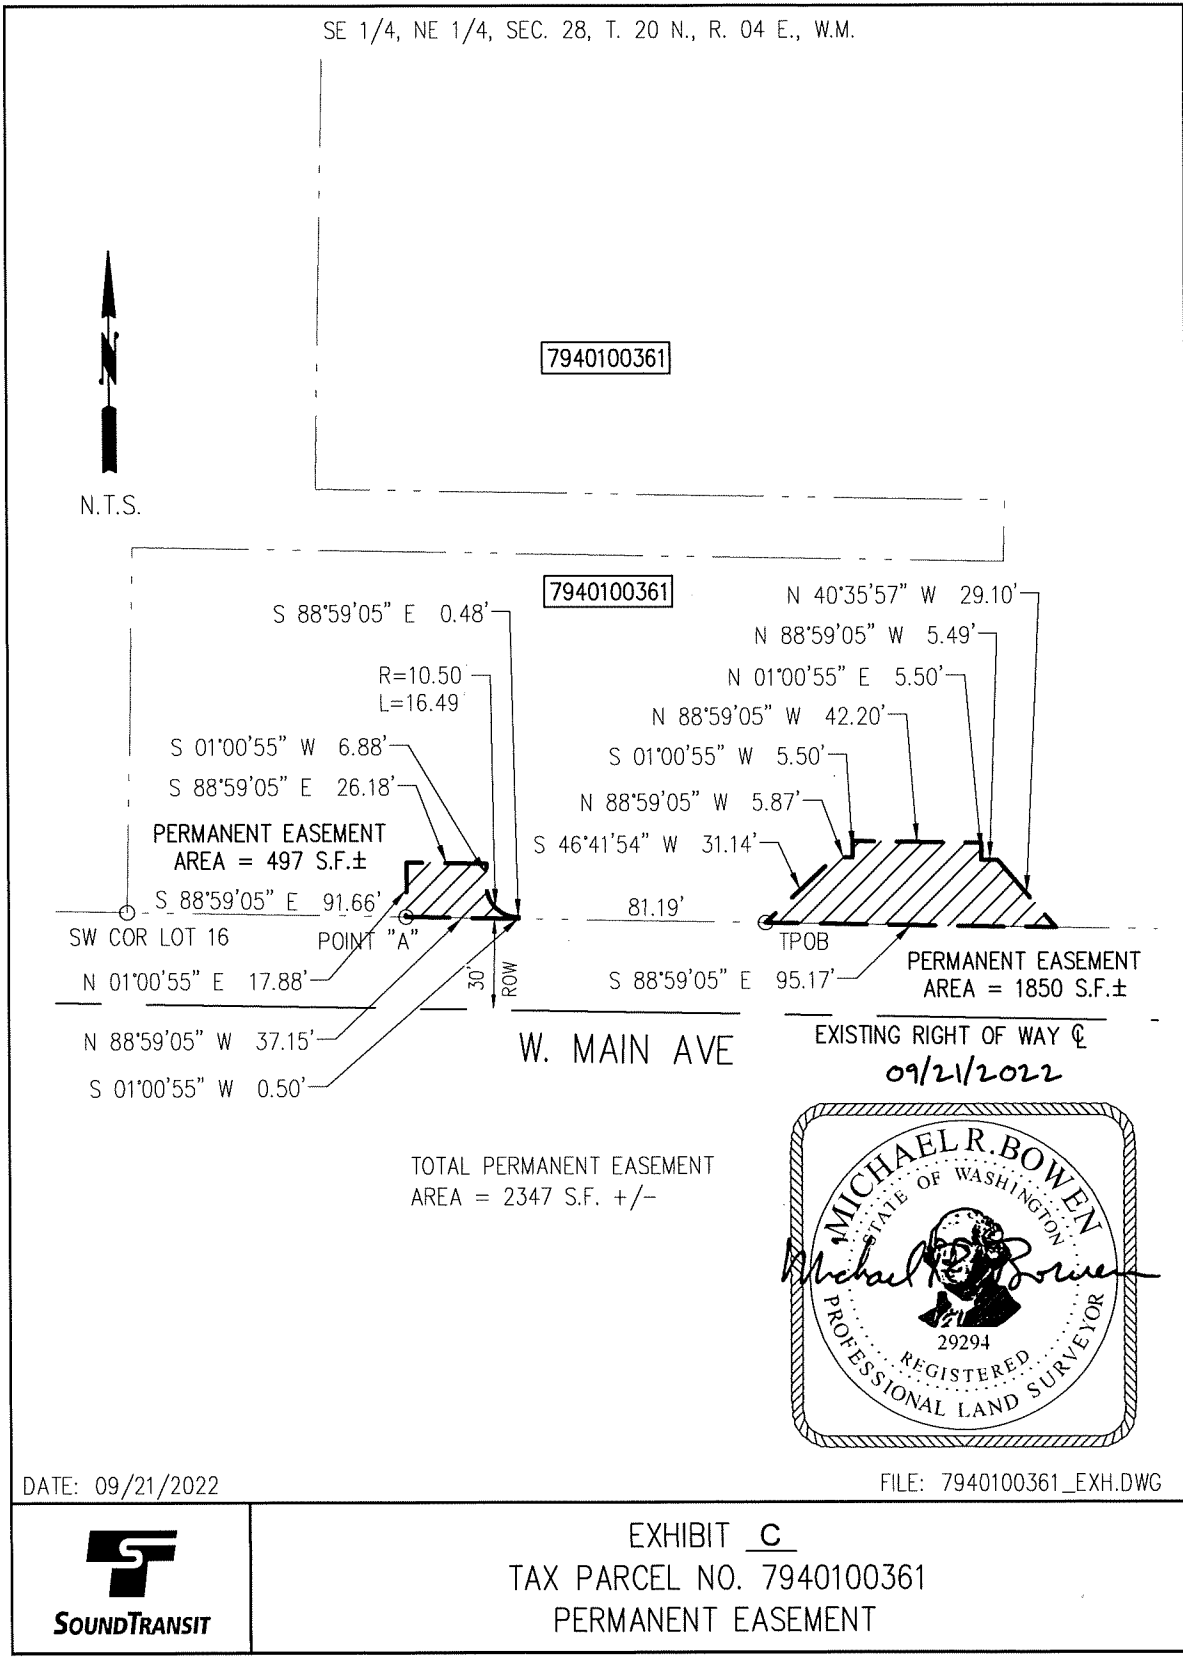 SE 1/4, NE 1/4, SEC. 28, T. 20 N., R. 04 E., W.M.
7940100361
N
N.T.S.
7940100361
S 88°59'05" E 0.48'
R=10.50
L=16.49'
S 01°00'55" W 6.88'
S 88°59'05" E 26.18'
PERMANENT EASEMENT
AREA = 497 S.F.±
S 88°59'05" E 91.66'
SW COR LOT 16
POINT "A"
N 01°00'55" E 17.88'
N 88°59'05" W 37.15'
S 01°00'55" W 0.50'
30'
ROW
N 40°35'57" W 29.10'
N 88°59'05" W 5.49'
N 01°00'55" E 5.50'
N 88°59'05" W 42.20'
S 01°00'55" W 5.50'
N 88°59'05" W 5.87'
S 46°41'54" W 31.14'
81.19'
TPOB
S 88°59'05" E 95.17'
PERMANENT EASEMENT
AREA = 1850 S.F.±
W. MAIN AVE
EXISTING RIGHT OF WAY ℄
09/21/2022
TOTAL PERMANENT EASEMENT
AREA = 2347 S.F. +/-
MICHAEL R. BOWEN
STATE OF WASHINGTON
Michael R. Bowen
29294
REGISTERED
PROFESSIONAL LAND SURVEYOR
DATE: 09/21/2022
FILE: 7940100361_EXH.DWG
SOUNDTRANSIT
EXHIBIT C
TAX PARCEL NO. 7940100361
PERMANENT EASEMENT